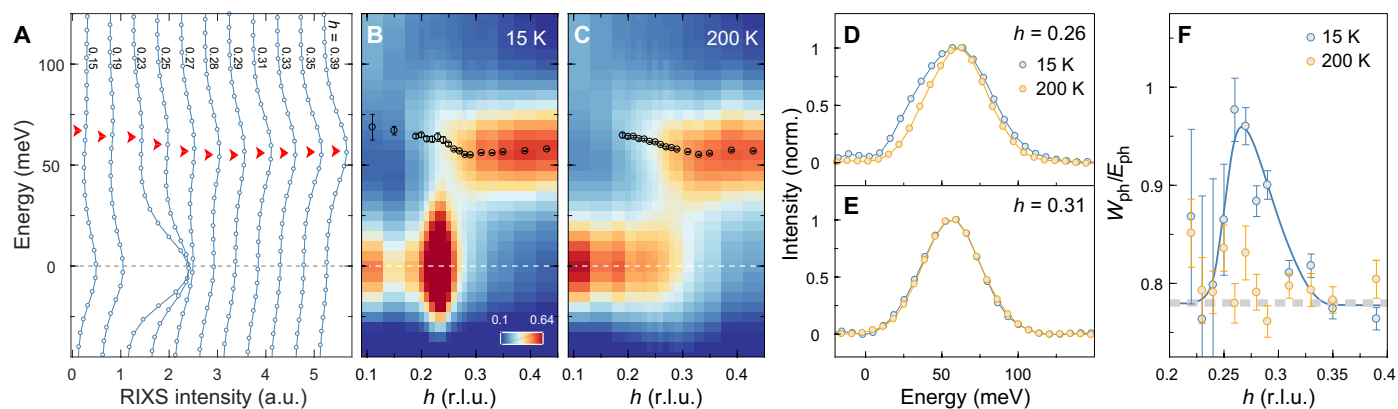 A
Energy (meV)
100
50
0
0.15
0.19
0.23
0.25
0.27
0.28
0.29
0.31
0.33
0.35
h = 0.39
0 1 2 3 4 5
RIXS intensity (a.u.)
B
15 K
0.1 0.64
0.1 0.2 0.3 0.4
h (r.l.u.)
C
200 K
0.1 0.2 0.3 0.4
h (r.l.u.)
D
h = 0.26
15 K
200 K
1
0.5
0
E
h = 0.31
1
0.5
0
Intensity (norm.)
0 50 100
Energy (meV)
F
15 K
200 K
Wph/Eph
1
0.9
0.8
0.2 0.25 0.3 0.35 0.4
h (r.l.u.)